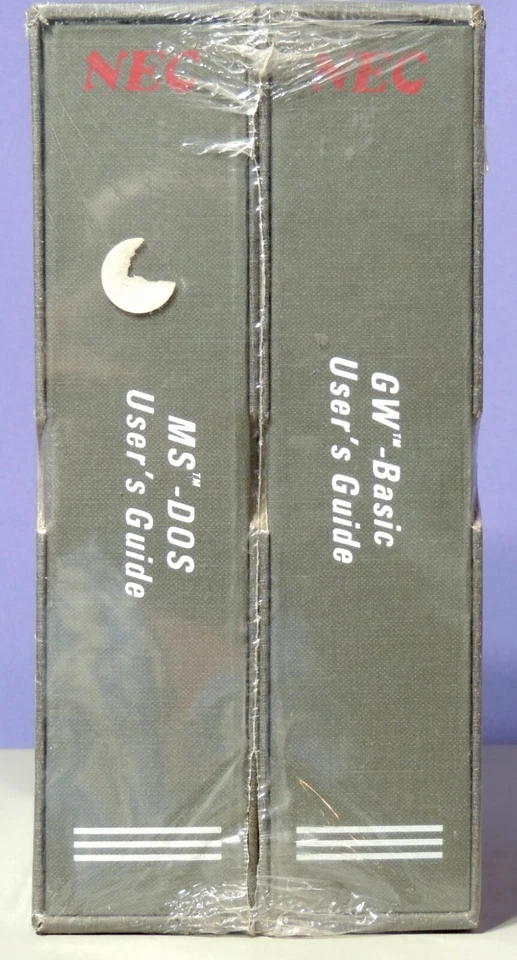 NEC
MS™-DOS
User's Guide
NEC
GW™-Basic
User's Guide